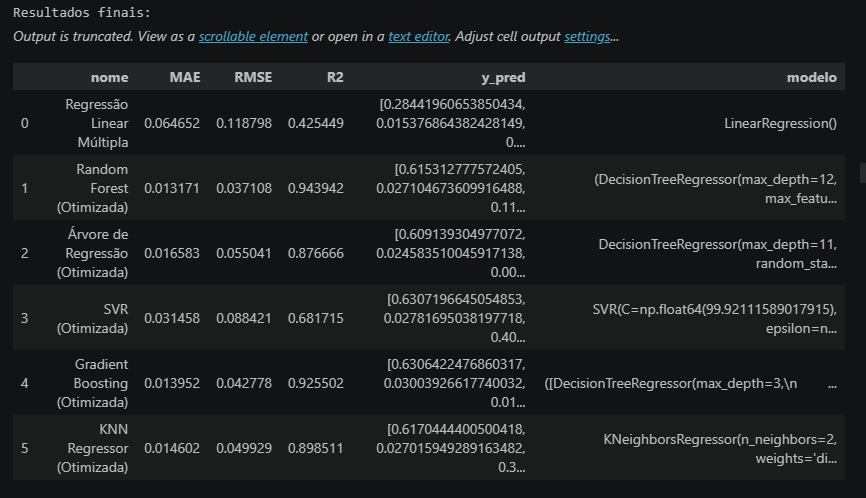 Resultados finais:
Output is truncated. View as a scrollable element or open in a text editor. Adjust cell output settings...
nome MAE RMSE R2 y_pred modelo
0 Regressão Linear Múltipla 0.064652 0.118798 0.425449 [0.28441960653850434, 0.015376864382428149, 0.... LinearRegression()
1 Random Forest (Otimizada) 0.013171 0.037108 0.943942 [0.615312777572405, 0.027104673609916488, 0.11... (DecisionTreeRegressor(max_depth=12, max_featu...
2 Árvore de Regressão (Otimizada) 0.016583 0.055041 0.876666 [0.609139304977072, 0.024583510045917138, 0.00... DecisionTreeRegressor(max_depth=11, random_sta...
3 SVR (Otimizada) 0.031458 0.088421 0.681715 [0.6307196645054853, 0.02781695038197718, 0.40... SVR(C=np.float64(99.92111589017915), epsilon=n...
4 Gradient Boosting (Otimizada) 0.013952 0.042778 0.925502 [0.6306422476860317, 0.03003926617740032, 0.01... ([DecisionTreeRegressor(max_depth=3,\n ...
5 KNN Regressor (Otimizada) 0.014602 0.049929 0.898511 [0.6170444400500418, 0.027015949289163482, 0.3... KNeighborsRegressor(n_neighbors=2, weights='di...